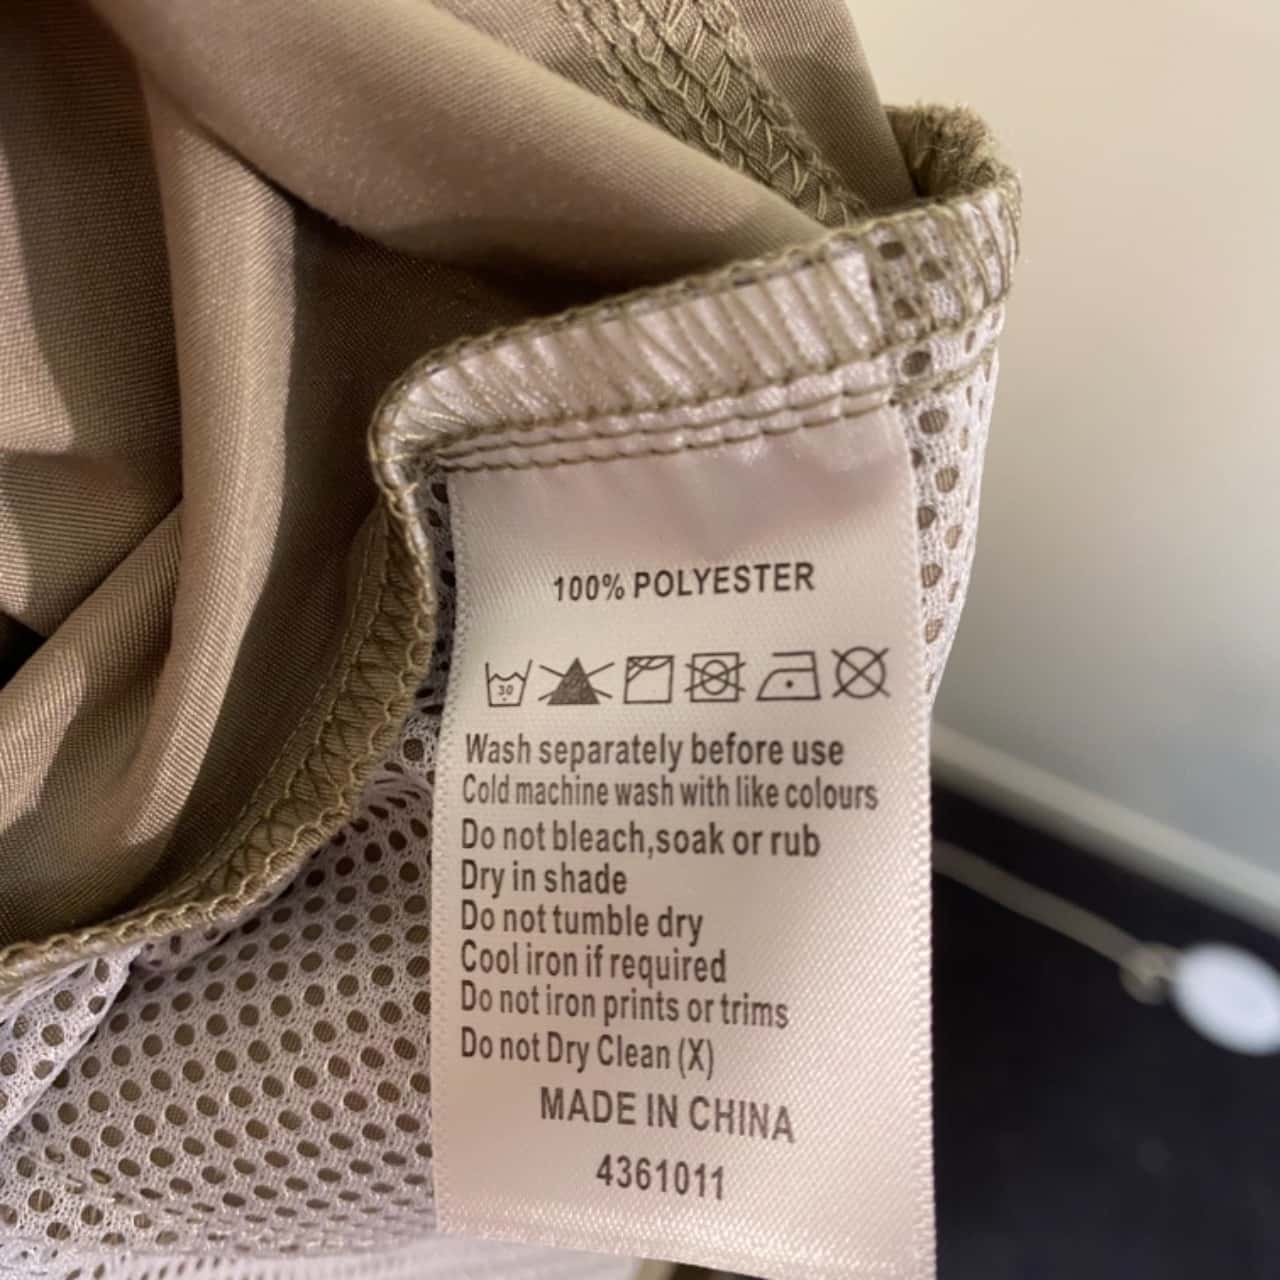 100% POLYESTER
30
Wash separately before use
Cold machine wash with like colours
Do not bleach,soak or rub
Dry in shade
Do not tumble dry
Cool iron if required
Do not iron prints or trims
Do not Dry Clean (X)
MADE IN CHINA
4361011